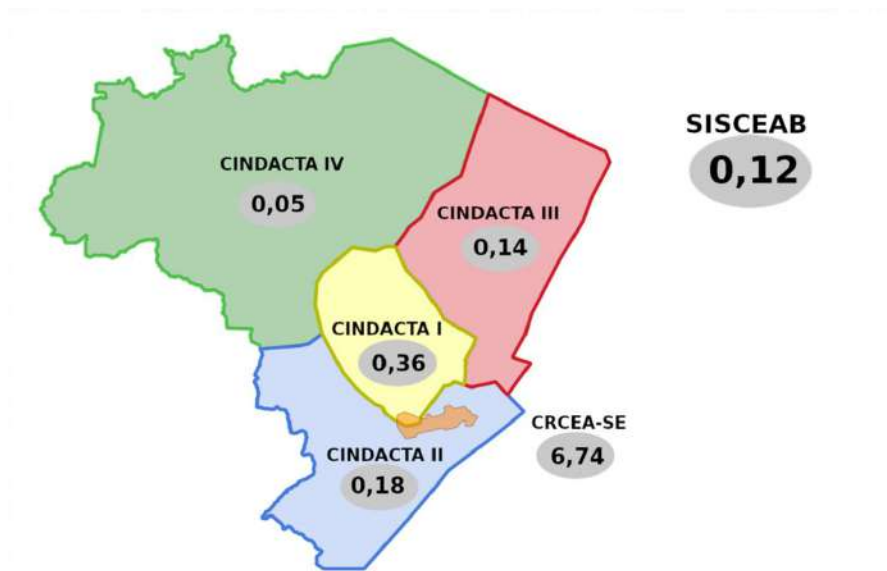 SISCEAB
0,12
CINDACTA IV
0,05
CINDACTA III
0,14
CINDACTA I
0,36
CRCEA-SE
6,74
CINDACTA II
0,18